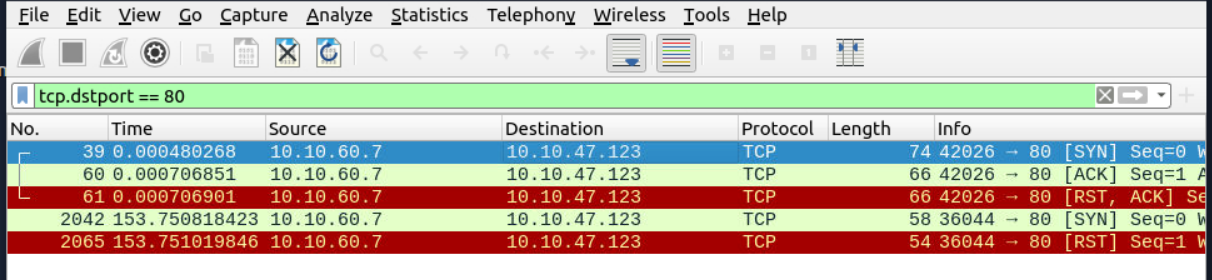 File Edit View Go Capture Analyze Statistics Telephony Wireless Tools Help
tcp.dstport == 80
No. Time Source Destination Protocol Length Info
39 0.000480268 10.10.60.7 10.10.47.123 TCP 74 42026 → 80 [SYN] Seq=0
60 0.000706851 10.10.60.7 10.10.47.123 TCP 66 42026 → 80 [ACK] Seq=1
61 0.000706901 10.10.60.7 10.10.47.123 TCP 66 42026 → 80 [RST, ACK] Se
2042 153.750818423 10.10.60.7 10.10.47.123 TCP 58 36044 → 80 [SYN] Seq=0
2065 153.751019846 10.10.60.7 10.10.47.123 TCP 54 36044 → 80 [RST] Seq=1